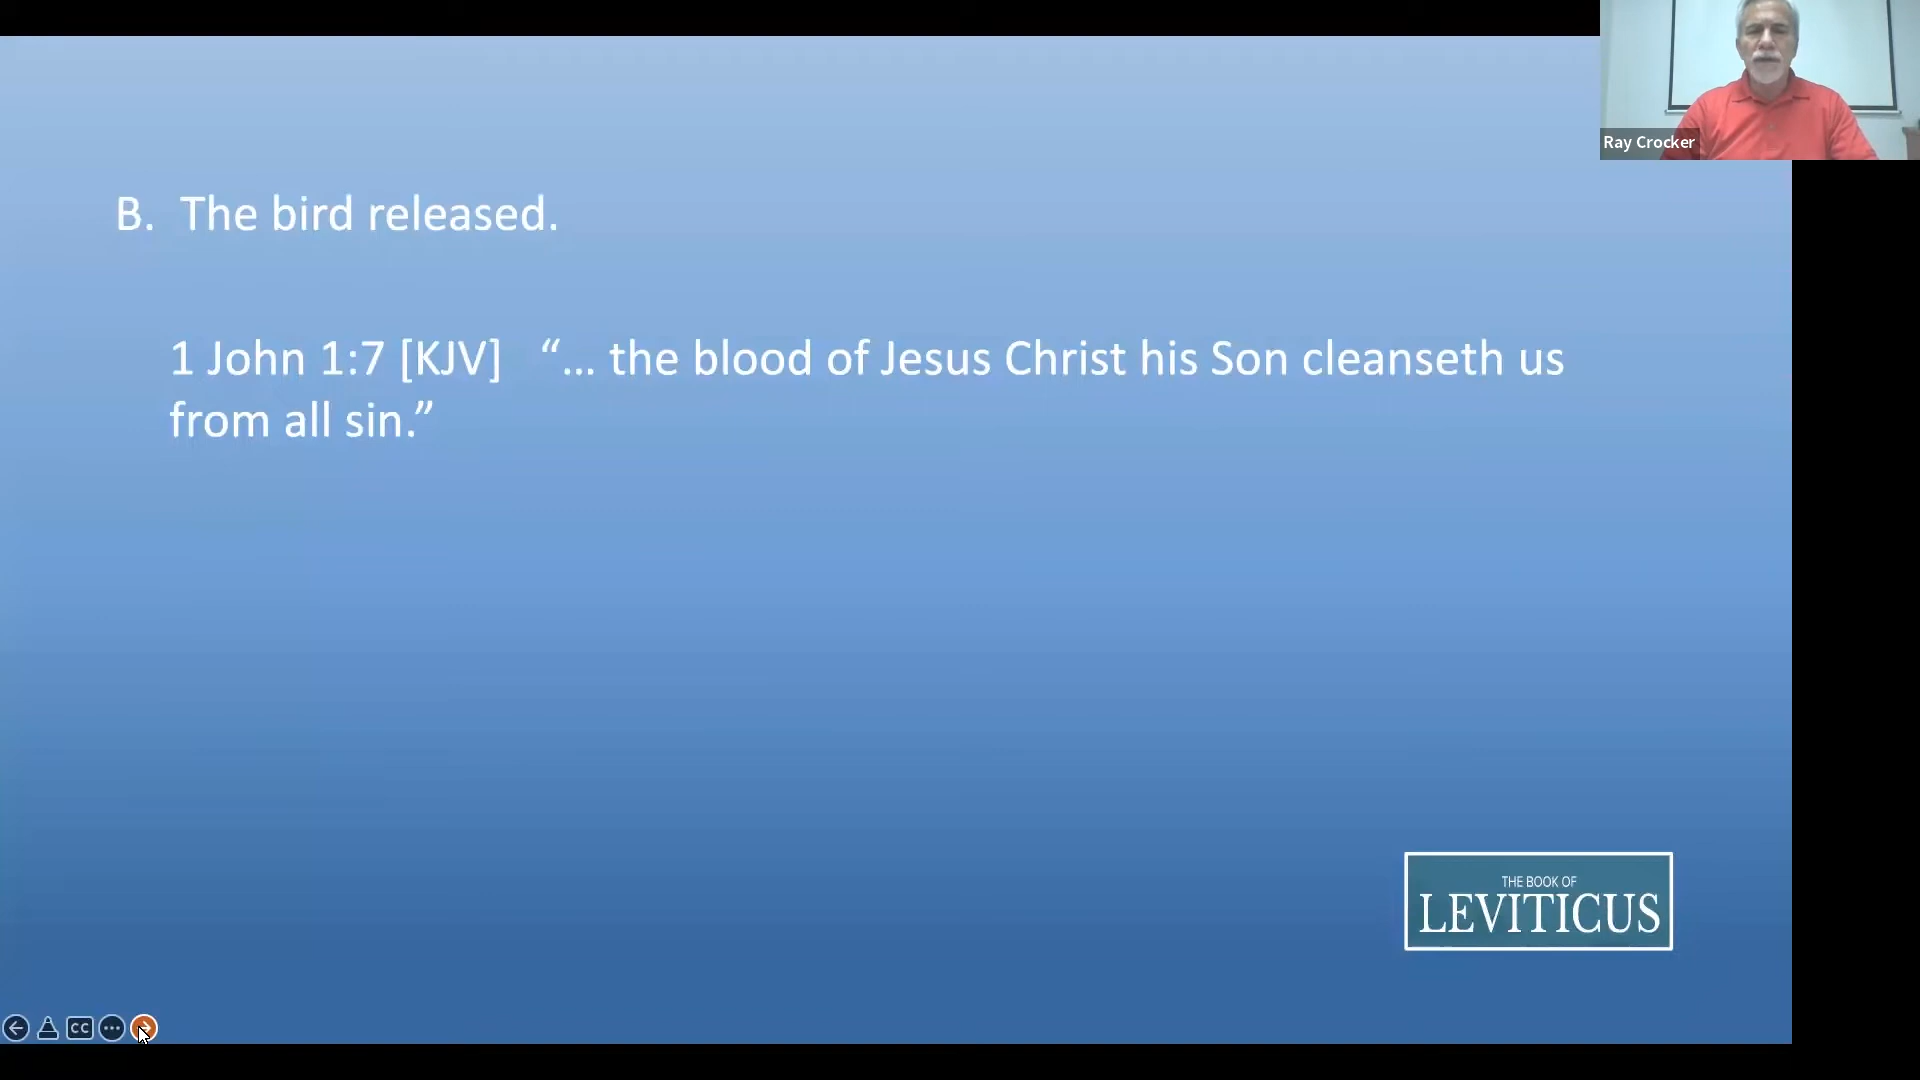 Ray Crocker
B. The bird released.
1 John 1:7 [KJV] “... the blood of Jesus Christ his Son cleanseth us
from all sin.”
THE BOOK OF
LEVITICUS
CC